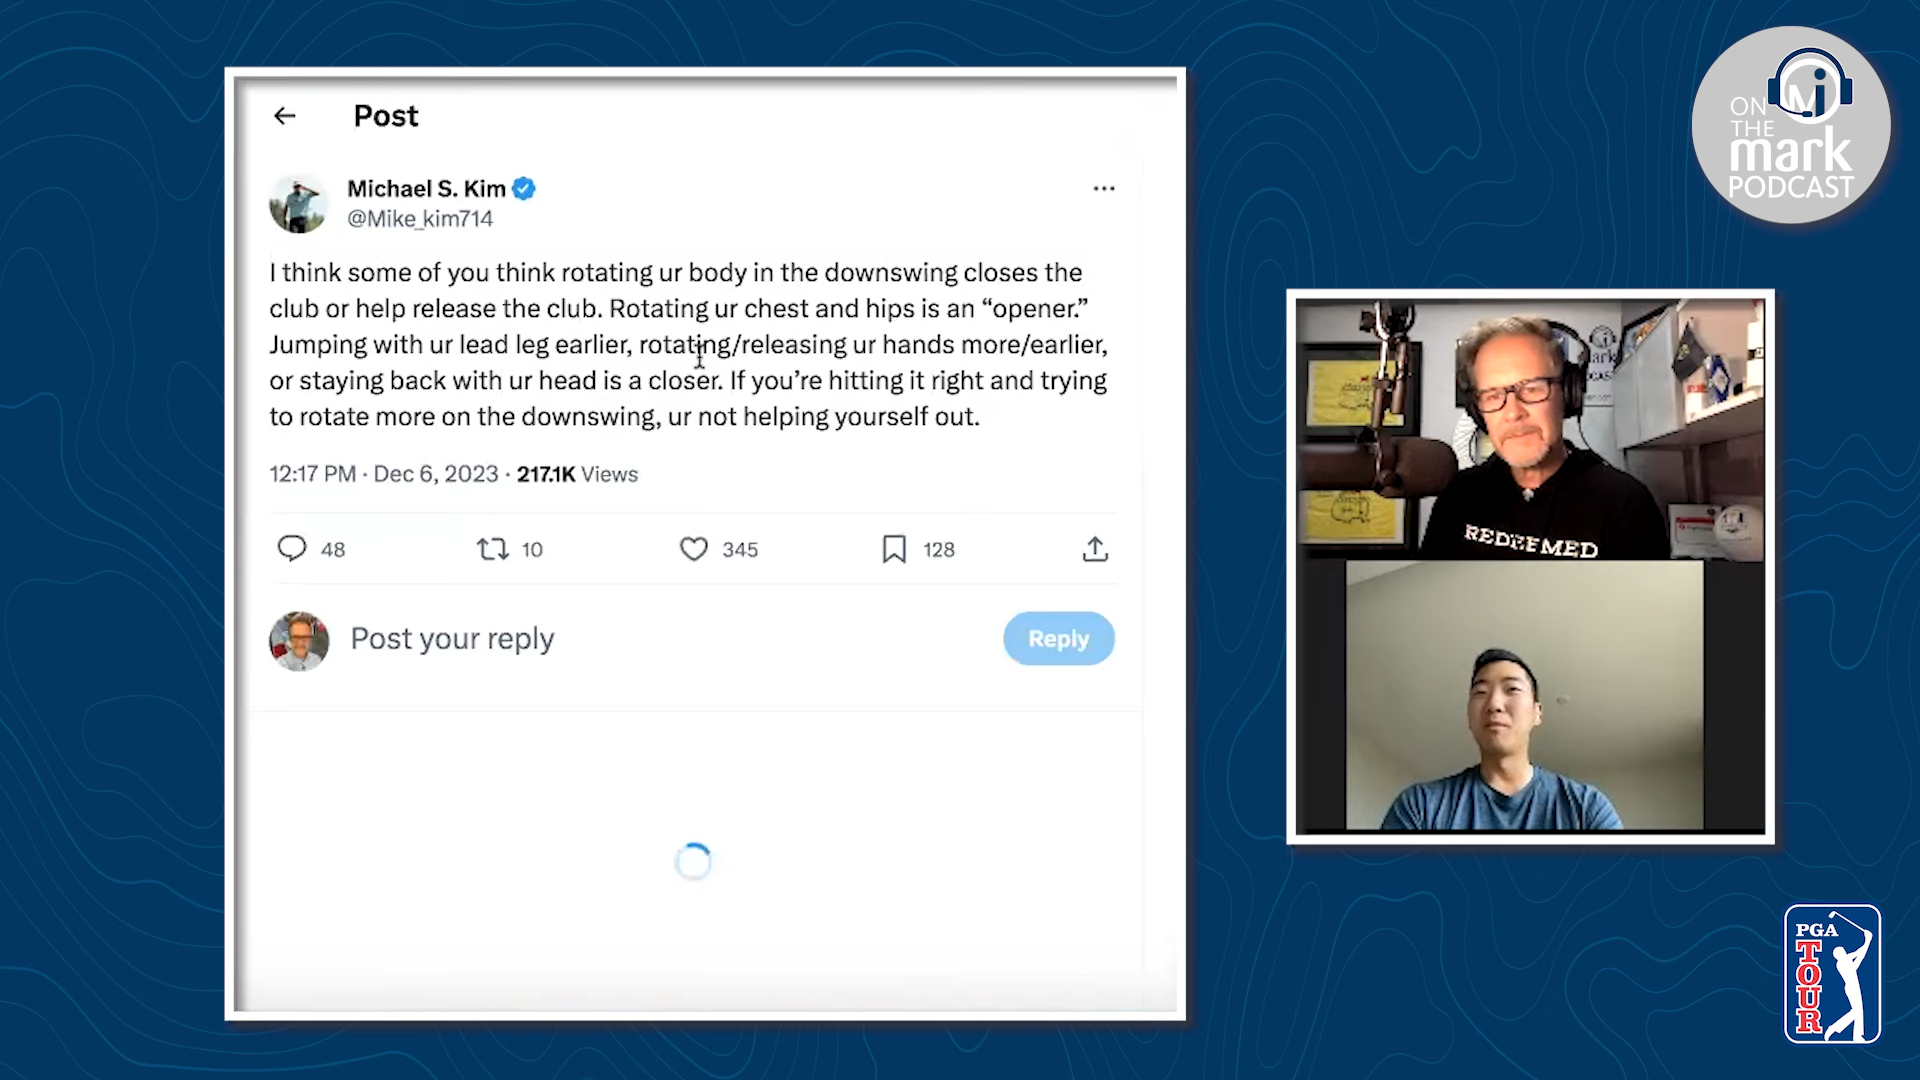 Post
Michael S. Kim
@Mike_kim714
I think some of you think rotating ur body in the downswing closes the
club or help release the club. Rotating ur chest and hips is an “opener.”
Jumping with ur lead leg earlier, rotating/releasing ur hands more/earlier,
or staying back with ur head is a closer. If you’re hitting it right and trying
to rotate more on the downswing, ur not helping yourself out.
12:17 PM · Dec 6, 2023 · 217.1K Views
48 10 345 128
Post your reply
Reply
ON
THE
mark
PODCAST
REDEEMED
PGA
TOUR